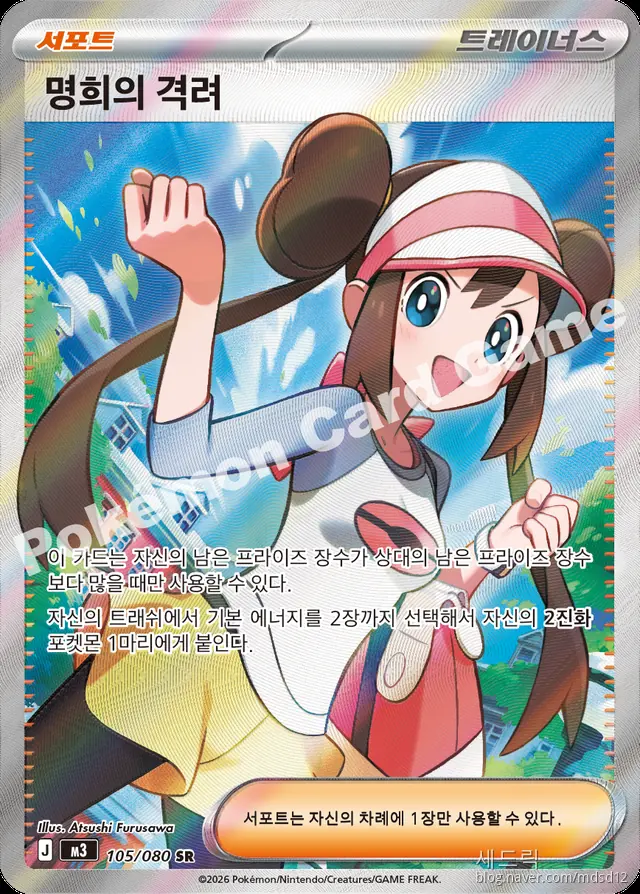 서포트
트레이너스
명희의 격려
Pokémon Card Game
이 카드는 자신의 남은 프라이즈 장수가 상대의 남은 프라이즈 장수
보다 많을 때만 사용할 수 있다.
자신의 트래쉬에서 기본 에너지를 2장까지 선택해서 자신의 2진화
포켓몬 1마리에게 붙인다.
서포트는 자신의 차례에 1장만 사용할 수 있다.
Illus. Atsushi Furusawa
J m3 105/080 SR
세드릭
blog.naver.com/mdsd12
©2026 Pokémon/Nintendo/Creatures/GAME FREAK.